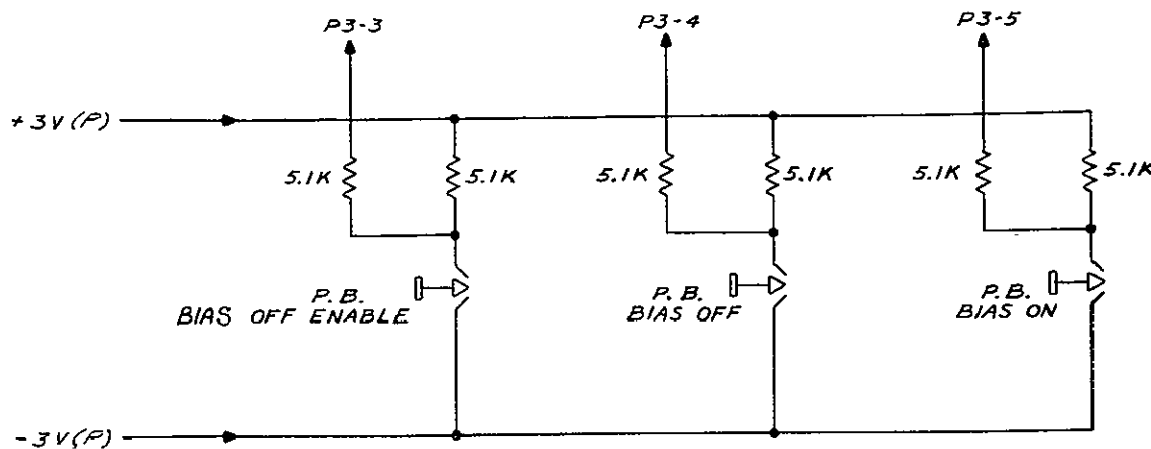 P3-3
P3-4
P3-5
+3V(P)
5.1K
5.1K
5.1K
5.1K
5.1K
5.1K
P.B.
BIAS OFF ENABLE
P.B.
BIAS OFF
P.B.
BIAS ON
-3V(P)